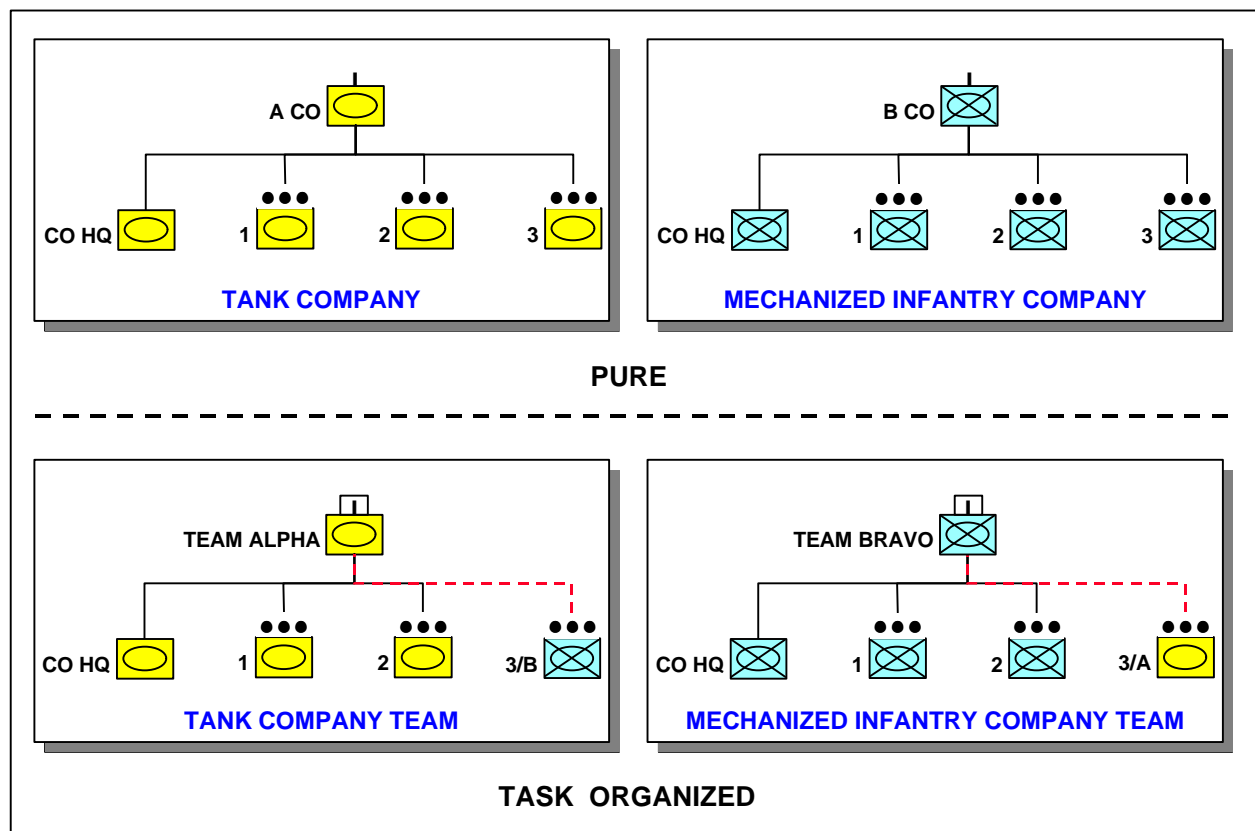 A CO
CO HQ
1
2
3
TANK COMPANY
B CO
CO HQ
1
2
3
MECHANIZED INFANTRY COMPANY
PURE
TEAM ALPHA
CO HQ
1
2
3/B
TANK COMPANY TEAM
TEAM BRAVO
CO HQ
1
2
3/A
MECHANIZED INFANTRY COMPANY TEAM
TASK ORGANIZED